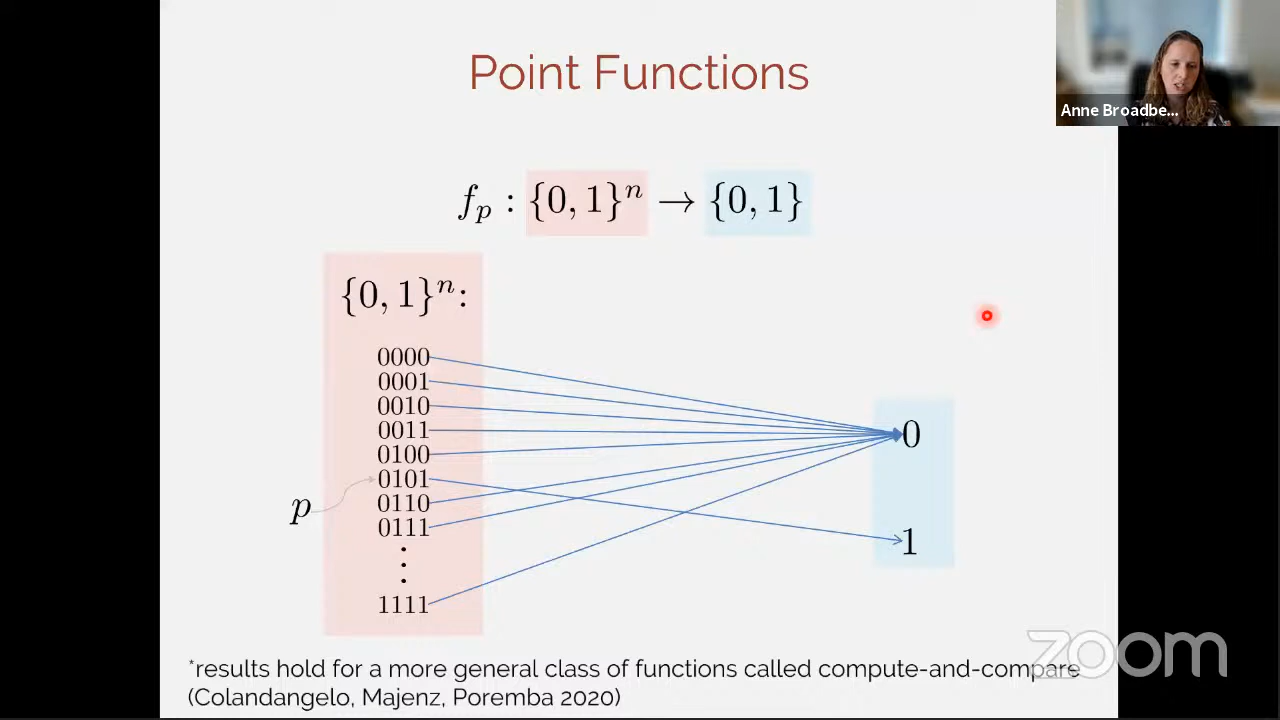 Point Functions
Anne Broadbe...
f_p : {0, 1}^n → {0, 1}
{0, 1}^n:
0000
0001
0010
0011
0100
0101
0110
0111
⋮
1111
p
0
1
zoom
*results hold for a more general class of functions called compute-and-compare
(Colandangelo, Majenz, Poremba 2020)